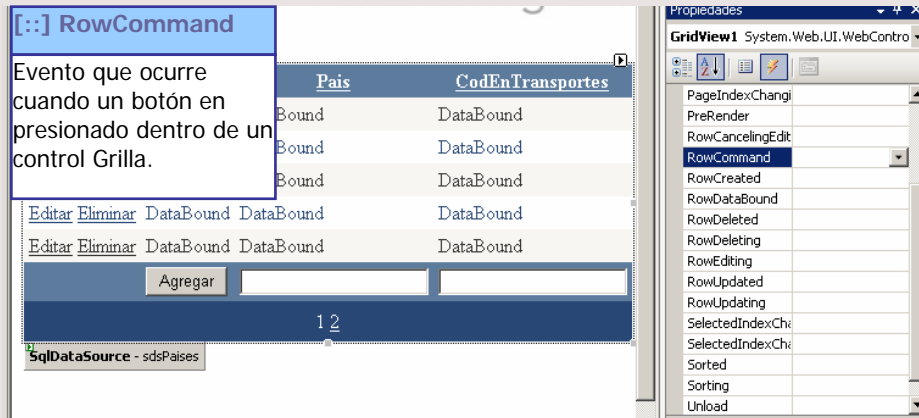 [::] RowCommand
Evento que ocurre
cuando un botón en
presionado dentro de un
control Grilla.
Pais CodEnTransportes
Bound DataBound
Bound DataBound
Bound DataBound
Editar Eliminar DataBound DataBound DataBound
Editar Eliminar DataBound DataBound DataBound
Agregar
1 2
SqlDataSource - sdsPaises
Propiedades
GridView1 System.Web.UI.WebContro
PageIndexChangi
PreRender
RowCancelingEdit
RowCommand
RowCreated
RowDataBound
RowDeleted
RowDeleting
RowEditing
RowUpdated
RowUpdating
SelectedIndexCha
SelectedIndexCha
Sorted
Sorting
Unload